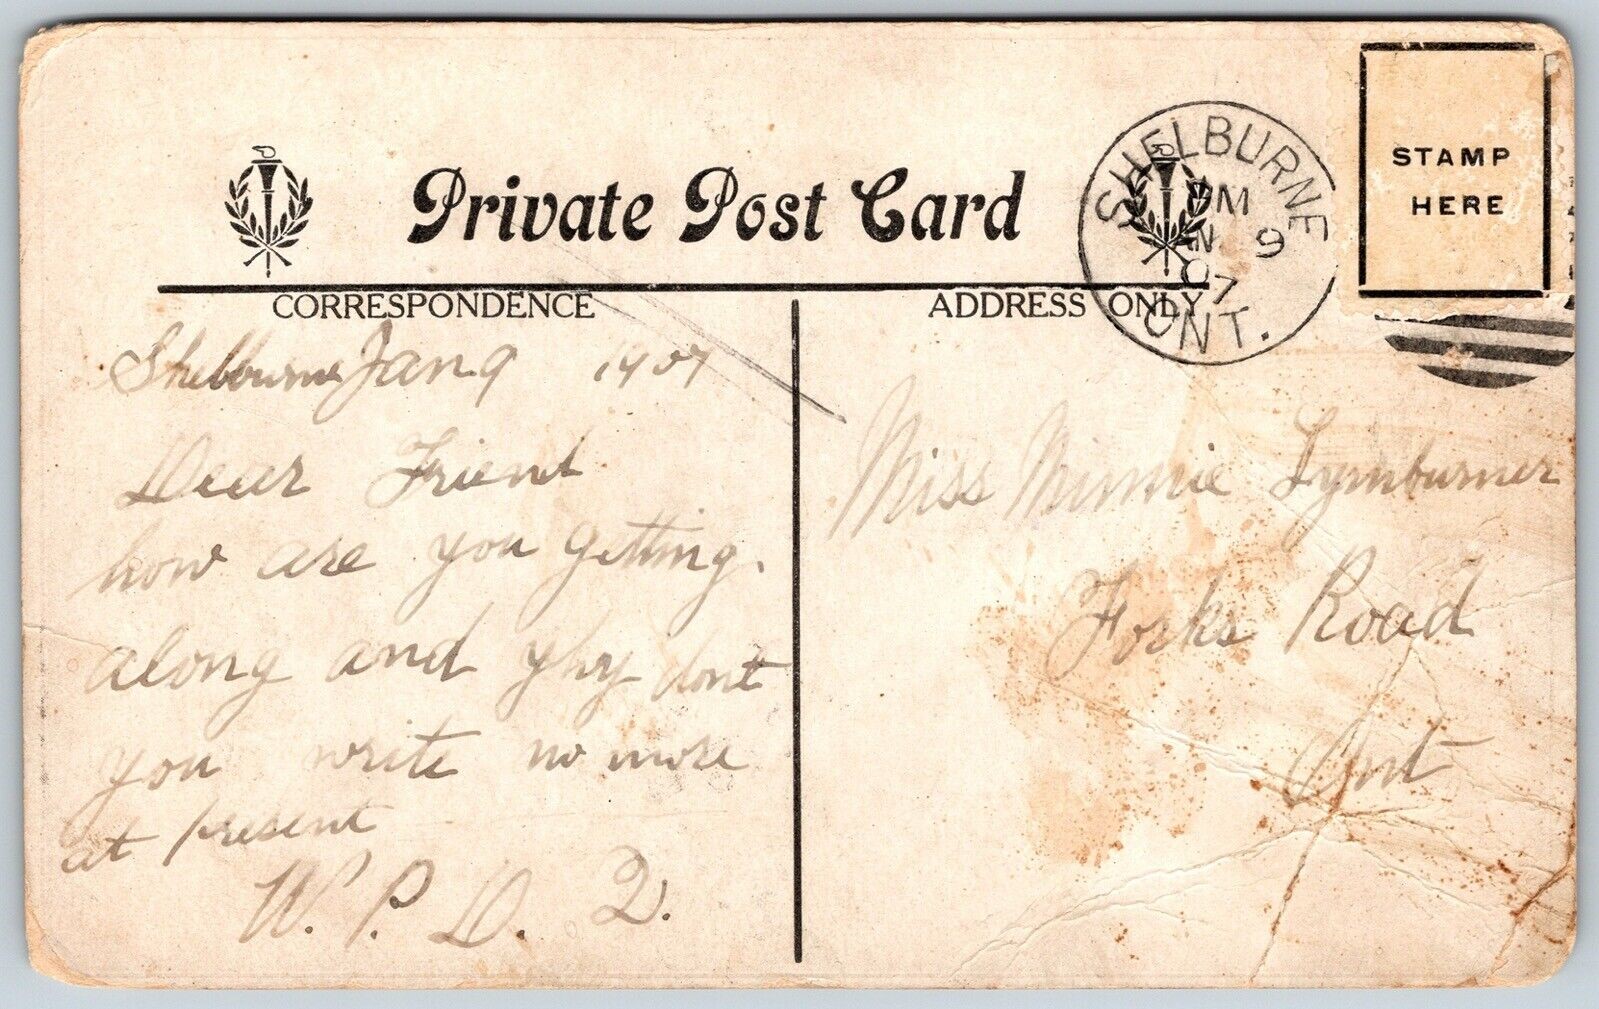 Private Post Card
SHELBURNE
PM
JAN 9
07
ONT.
STAMP
HERE
CORRESPONDENCE
ADDRESS ONLY
Shelburne Jan 9 1907
Dear Friend
how are you getting.
along and yhy dont
you write no more
at present
W. P. D. Q.
Miss Minnie Lymburner
Forks Road
Ont